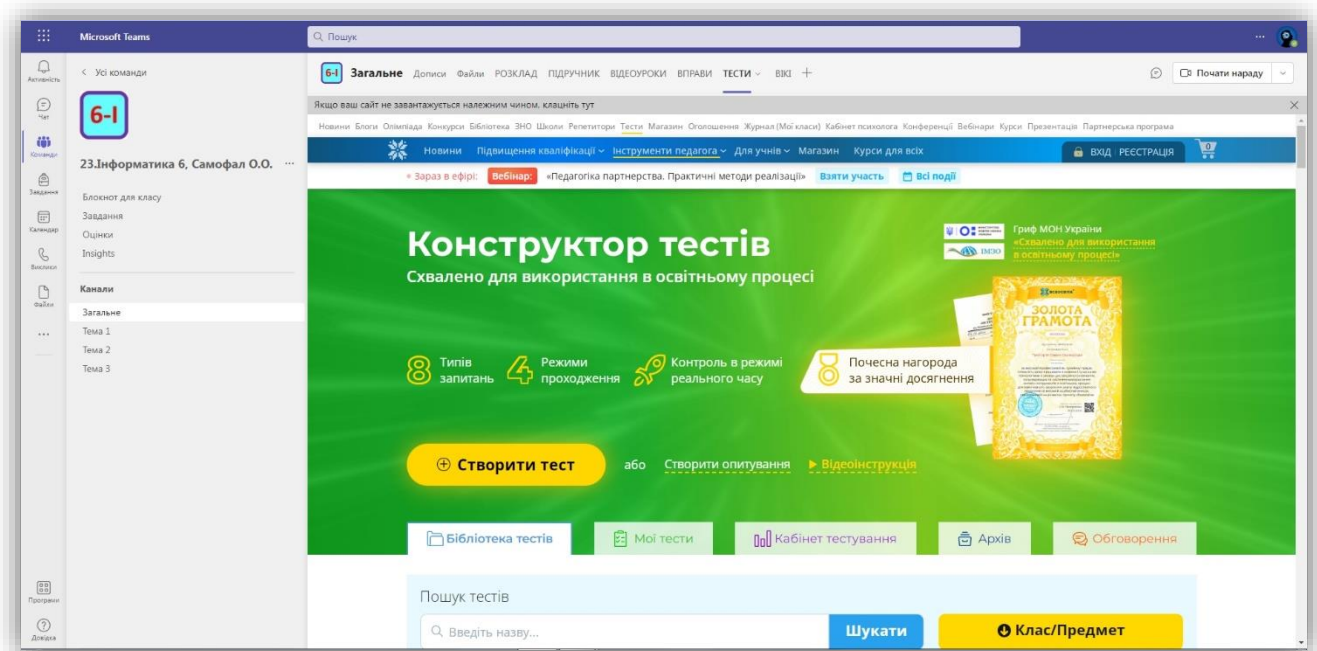 Microsoft Teams
Пошук
Активність
Чат
Команди
Завдання
Календар
Виклики
Файли
Програми
Довідка
Усі команди
6-І
23.Інформатика 6, Самофал О.О.
Блокнот для класу
Завдання
Оцінки
Insights
Канали
Загальне
Тема 1
Тема 2
Тема 3
6-І Загальне Дописи Файли РОЗКЛАД ПІДРУЧНИК ВІДЕОУРОКИ ВПРАВИ ТЕСТИ ВІКІ Почати нараду
Якщо ваш сайт не завантажується належним чином, клацніть тут
Новини Блоги Олімпіада Конкурси Бібліотека ЗНО Школи Репетитори Тести Магазин Оголошення Журнал (Мої класи) Кабінет психолога Конференції Вебінари Курси Презентація Партнерська програма
Новини Підвищення кваліфікації Інструменти педагога Для учнів Магазин Курси для всіх ВХІД РЕЄСТРАЦІЯ 0
Зараз в ефірі: Вебінар: «Педагогіка партнерства. Практичні методи реалізації» Взяти участь Всі події
Конструктор тестів
Схвалено для використання в освітньому процесі
ІМЗО
Гриф МОН України
«Схвалено для використання
в освітньому процесі»
ЗОЛОТА
ГРАМОТА
8 Типів
запитань
4 Режими
проходження
Контроль в режимі
реального часу
Почесна нагорода
за значні досягнення
Створити тест або Створити опитування Відеоінструкція
Бібліотека тестів Мої тести Кабінет тестування Архів Обговорення
Пошук тестів
Введіть назву... Шукати Клас/Предмет